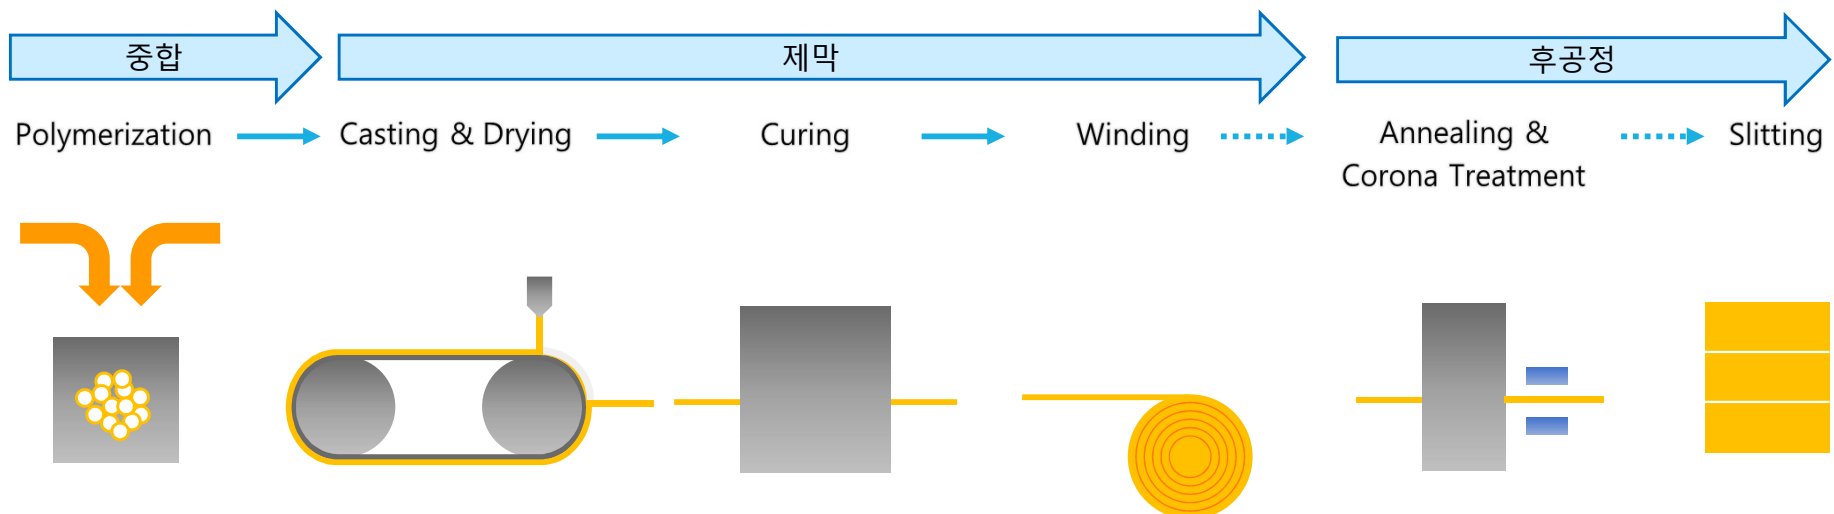 중합
제막
후공정
Polymerization
Casting & Drying
Curing
Winding
Annealing &
Corona Treatment
Slitting